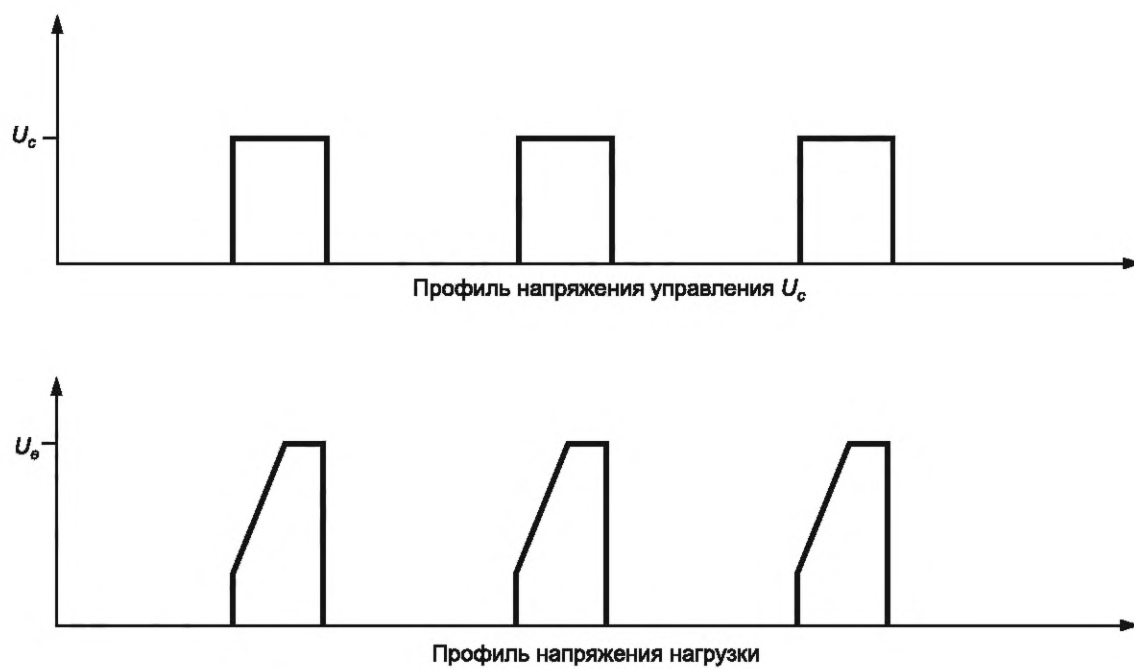 U_c
Профиль напряжения управления U_c
U_e
Профиль напряжения нагрузки